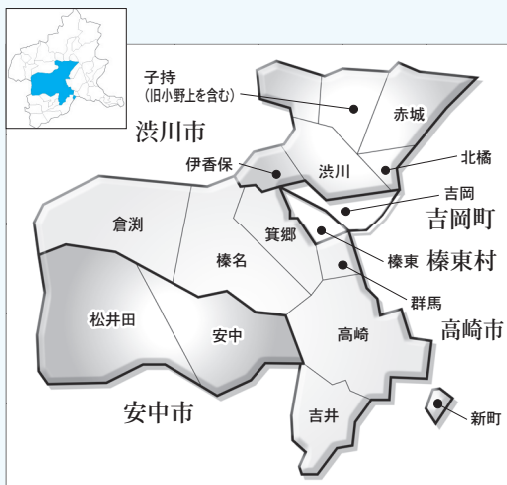 子持
（旧小野上を含む）
赤城
渋川市
北橘
伊香保
渋川
吉岡
吉岡町
倉渕
箕郷
榛東
榛東村
榛名
群馬
松井田
安中
高崎
高崎市
安中市
吉井
新町